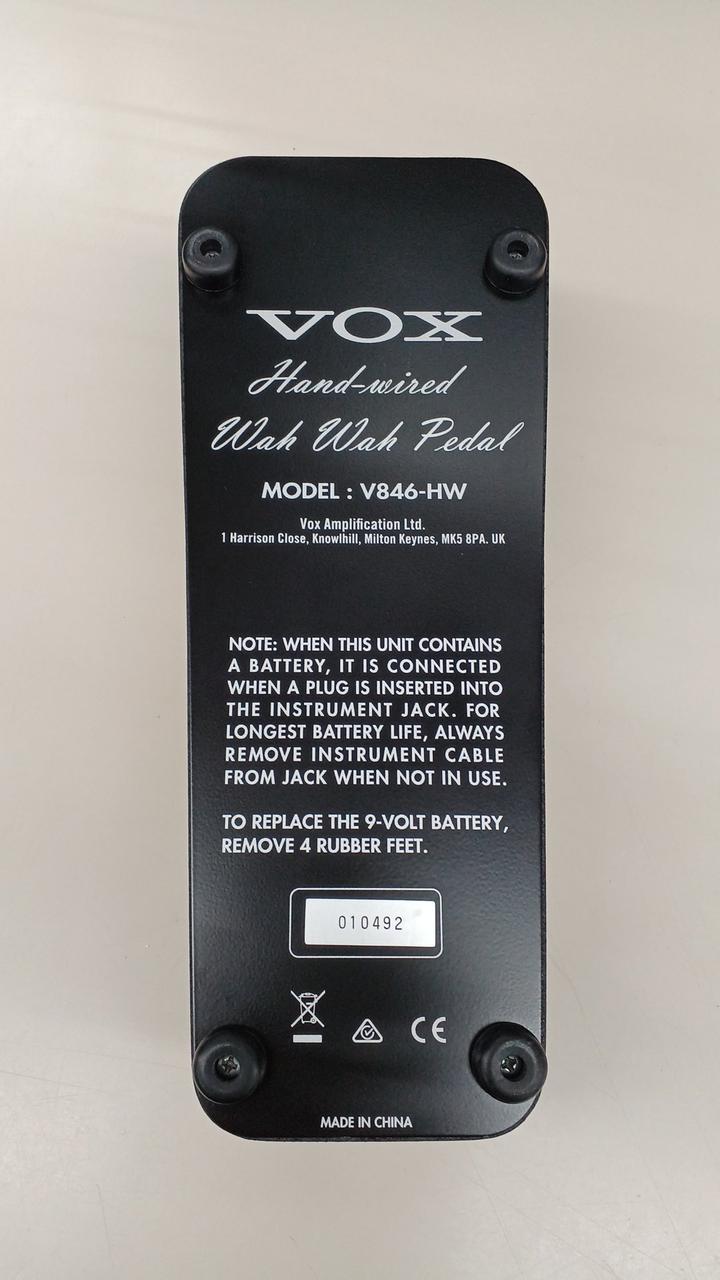 VOX
Hand-wired
Wah Wah Pedal
MODEL : V846-HW
Vox Amplification Ltd.
1 Harrison Close, Knowlhill, Milton Keynes, MK5 8PA. UK
NOTE: WHEN THIS UNIT CONTAINS
A BATTERY, IT IS CONNECTED
WHEN A PLUG IS INSERTED INTO
THE INSTRUMENT JACK. FOR
LONGEST BATTERY LIFE, ALWAYS
REMOVE INSTRUMENT CABLE
FROM JACK WHEN NOT IN USE.
TO REPLACE THE 9-VOLT BATTERY,
REMOVE 4 RUBBER FEET.
010492
CE
MADE IN CHINA